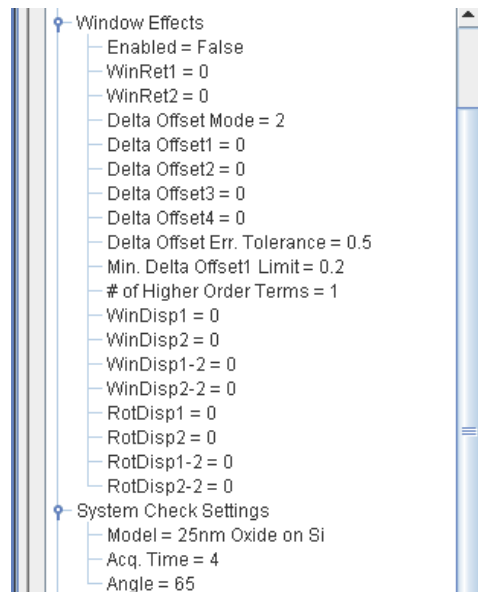 Window Effects
Enabled = False
WinRet1 = 0
WinRet2 = 0
Delta Offset Mode = 2
Delta Offset1 = 0
Delta Offset2 = 0
Delta Offset3 = 0
Delta Offset4 = 0
Delta Offset Err. Tolerance = 0.5
Min. Delta Offset1 Limit = 0.2
# of Higher Order Terms = 1
WinDisp1 = 0
WinDisp2 = 0
WinDisp1-2 = 0
WinDisp2-2 = 0
RotDisp1 = 0
RotDisp2 = 0
RotDisp1-2 = 0
RotDisp2-2 = 0
System Check Settings
Model = 25nm Oxide on Si
Acq. Time = 4
Angle = 65